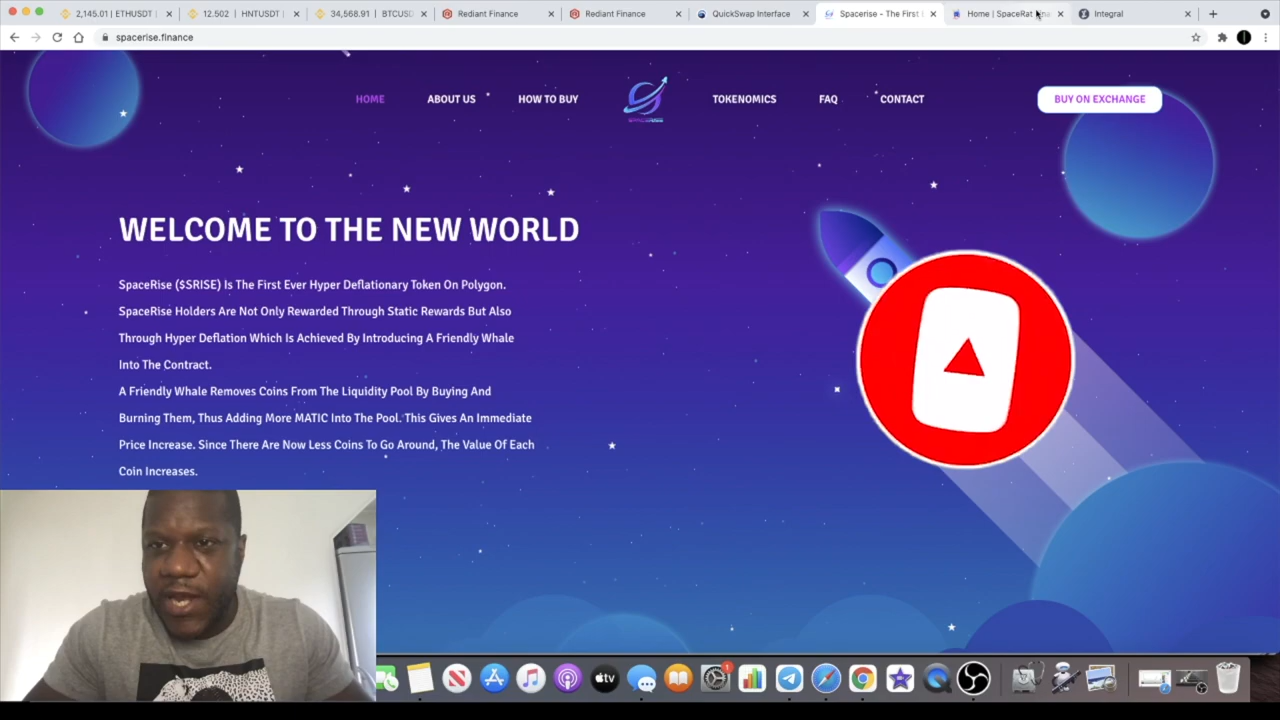 2,145.01 | ETHUSDT |
12.502 | HNTUSDT |
34,568.91 | BTCUS
Rediant Finance
Rediant Finance
QuickSwap Interface
Spacerise - The First
Home | SpaceRat
Integral
spacerise.finance
HOME
ABOUT US
HOW TO BUY
TOKENOMICS
FAQ
CONTACT
BUY ON EXCHANGE
WELCOME TO THE NEW WORLD
SpaceRise ($SRISE) Is The First Ever Hyper Deflationary Token On Polygon.
SpaceRise Holders Are Not Only Rewarded Through Static Rewards But Also
Through Hyper Deflation Which Is Achieved By Introducing A Friendly Whale
Into The Contract.
A Friendly Whale Removes Coins From The Liquidity Pool By Buying And
Burning Them, Thus Adding More MATIC Into The Pool. This Gives An Immediate
Price Increase. Since There Are Now Less Coins To Go Around, The Value Of Each
Coin Increases.
tv
1